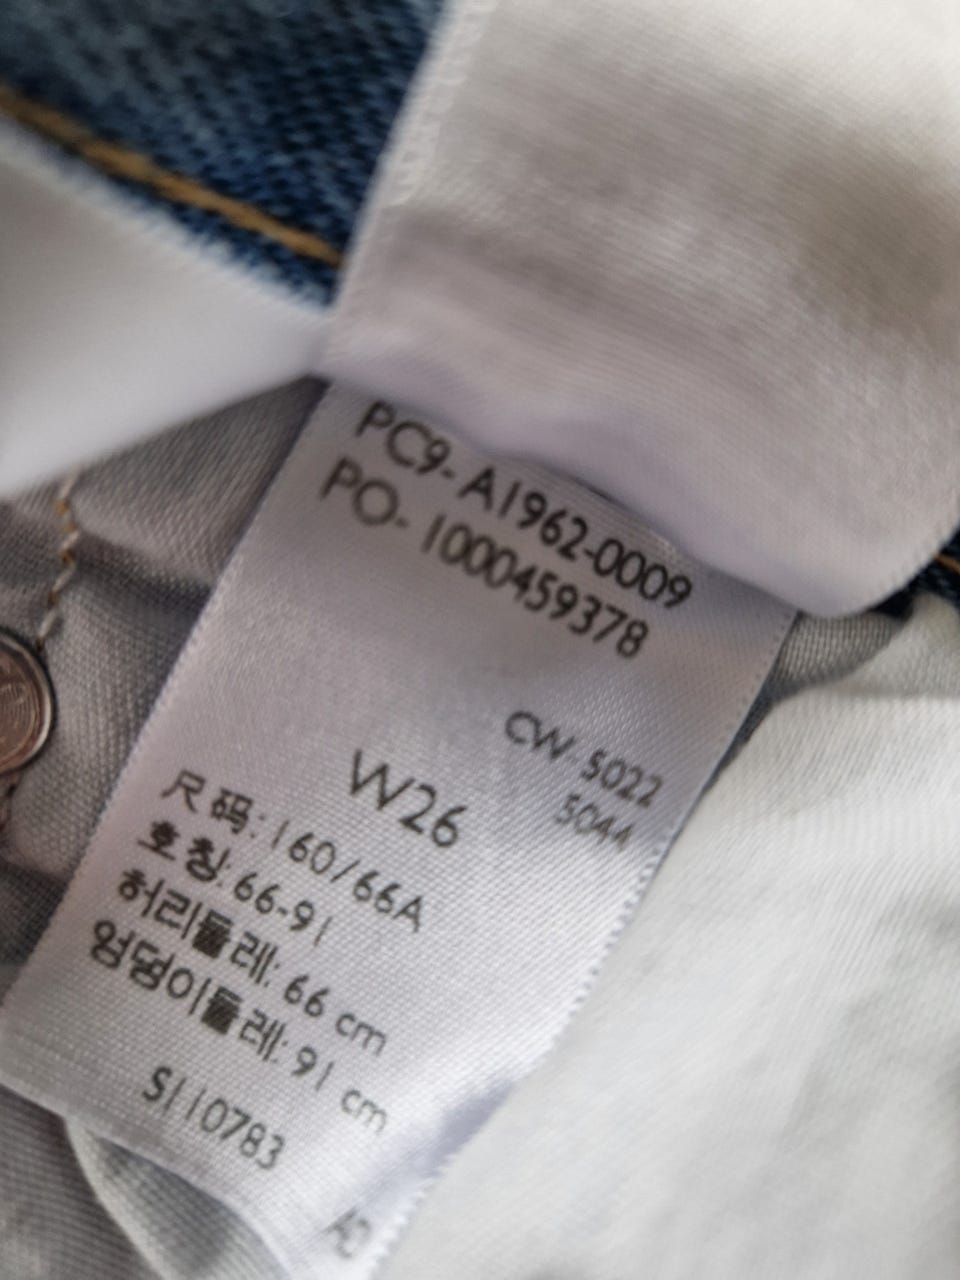 PC9- A1962-0009
PO- 1000459378
CW- 5022
5044
W26
尺码: 160/66A
호칭: 66-91
허리둘레: 66 cm
엉덩이둘레: 91 cm
S110783